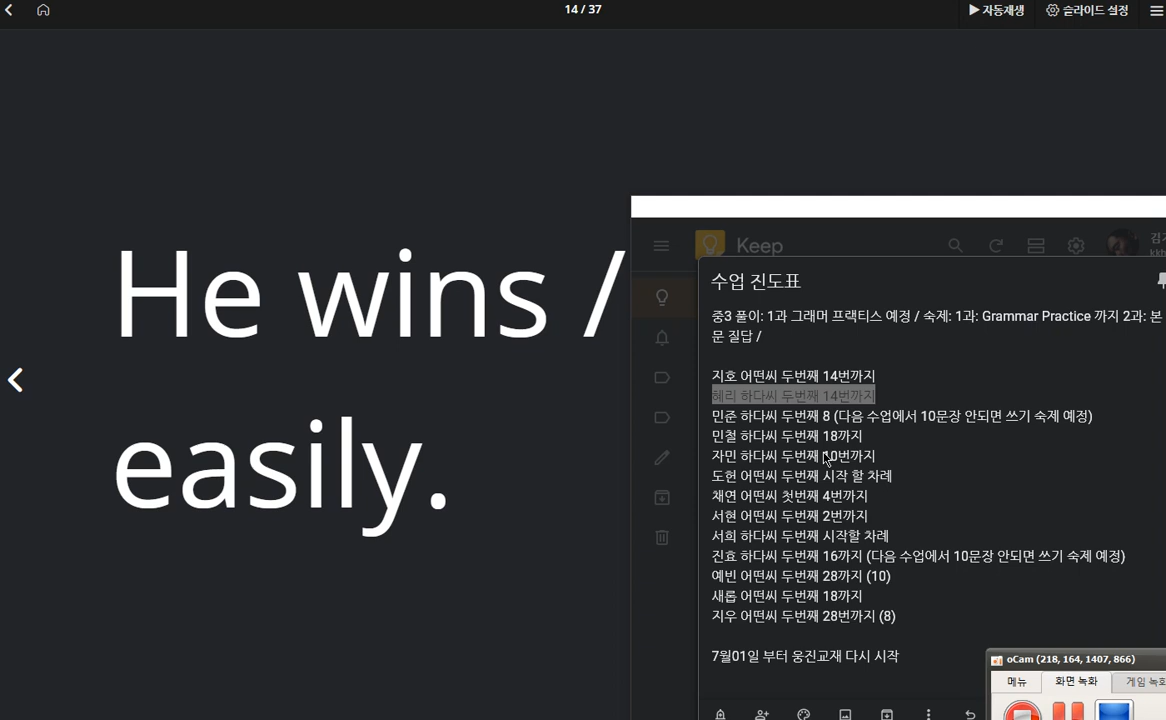 14 / 37
▶ 자동재생
슬라이드 설정
He wins /
easily.
Keep
수업 진도표
중3 풀이: 1과 그래머 프랙티스 예정 / 숙제: 1과: Grammar Practice 까지 2과: 본
문 질답 /
지호 어떤씨 두번째 14번까지
혜리 하다씨 두번째 14번까지
민준 하다씨 두번째 8 (다음 수업에서 10문장 안되면 쓰기 숙제 예정)
민철 하다씨 두번째 18까지
자민 하다씨 두번째 10번까지
도헌 어떤씨 두번째 시작 할 차례
채연 어떤씨 첫번째 4번까지
서현 어떤씨 두번째 2번까지
서희 하다씨 두번째 시작할 차례
진효 하다씨 두번째 16까지 (다음 수업에서 10문장 안되면 쓰기 숙제 예정)
예빈 어떤씨 두번째 28까지 (10)
새롭 어떤씨 두번째 18까지
지우 어떤씨 두번째 28번까지 (8)
7월01일 부터 웅진교재 다시 시작
oCam (218, 164, 1407, 866)
메뉴
화면 녹화
게임 녹화